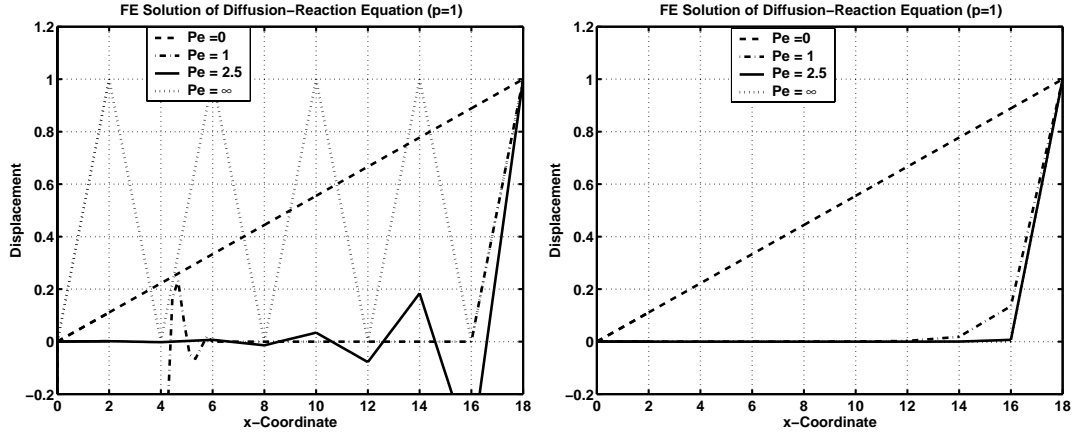 FE Solution of Diffusion−Reaction Equation (p=1)
Pe =0
Pe = 1
Pe = 2.5
Pe = ∞
1.2
1
0.8
0.6
0.4
0.2
0
−0.2
Displacement
0 2 4 6 8 10 12 14 16 18
x−Coordinate
FE Solution of Diffusion−Reaction Equation (p=1)
Pe =0
Pe = 1
Pe = 2.5
Pe = ∞
1.2
1
0.8
0.6
0.4
0.2
0
−0.2
Displacement
0 2 4 6 8 10 12 14 16 18
x−Coordinate